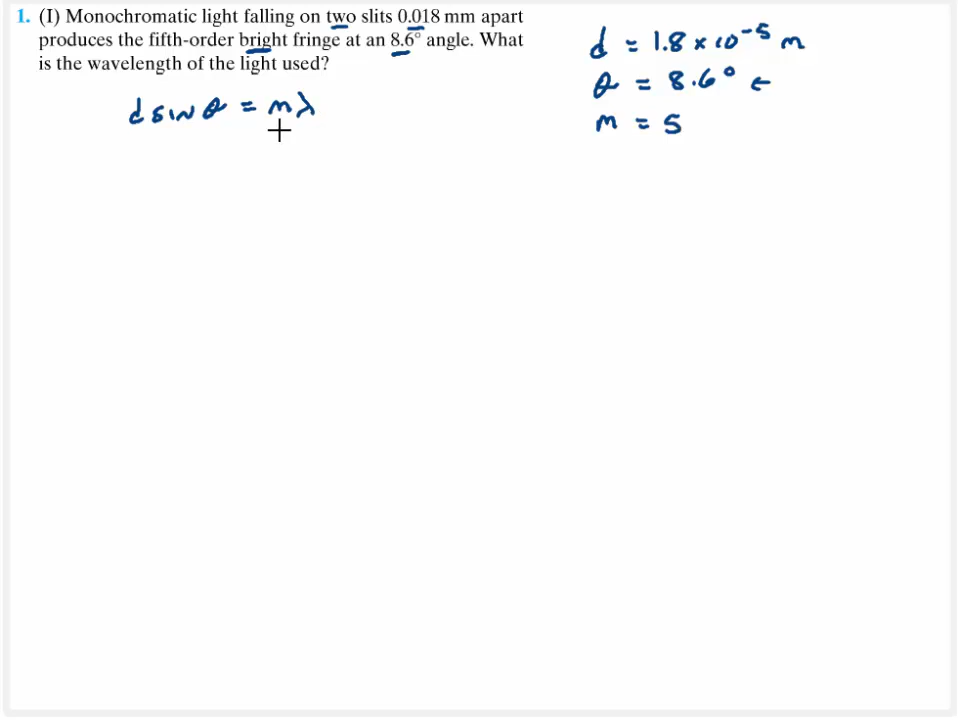 1. (I) Monochromatic light falling on two slits 0.018 mm apart
produces the fifth-order bright fringe at an 8.6° angle. What
is the wavelength of the light used?
d sin θ = mλ
d = 1.8 × 10⁻⁵ m
θ = 8.6° ←
m = 5